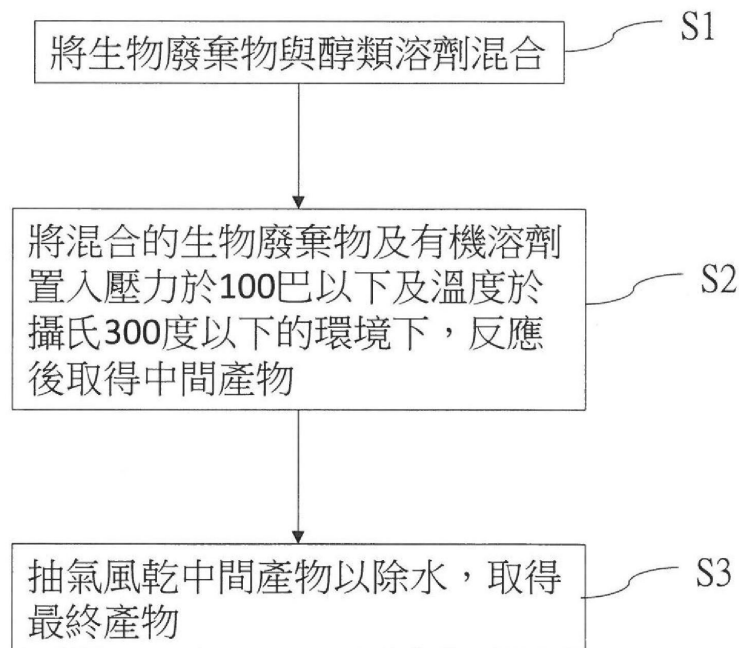 將生物廢棄物與醇類溶劑混合
S1
將混合的生物廢棄物及有機溶劑
置入壓力於100巴以下及溫度於
攝氏300度以下的環境下，反應
後取得中間產物
S2
抽氣風乾中間產物以除水，取得
最終產物
S3